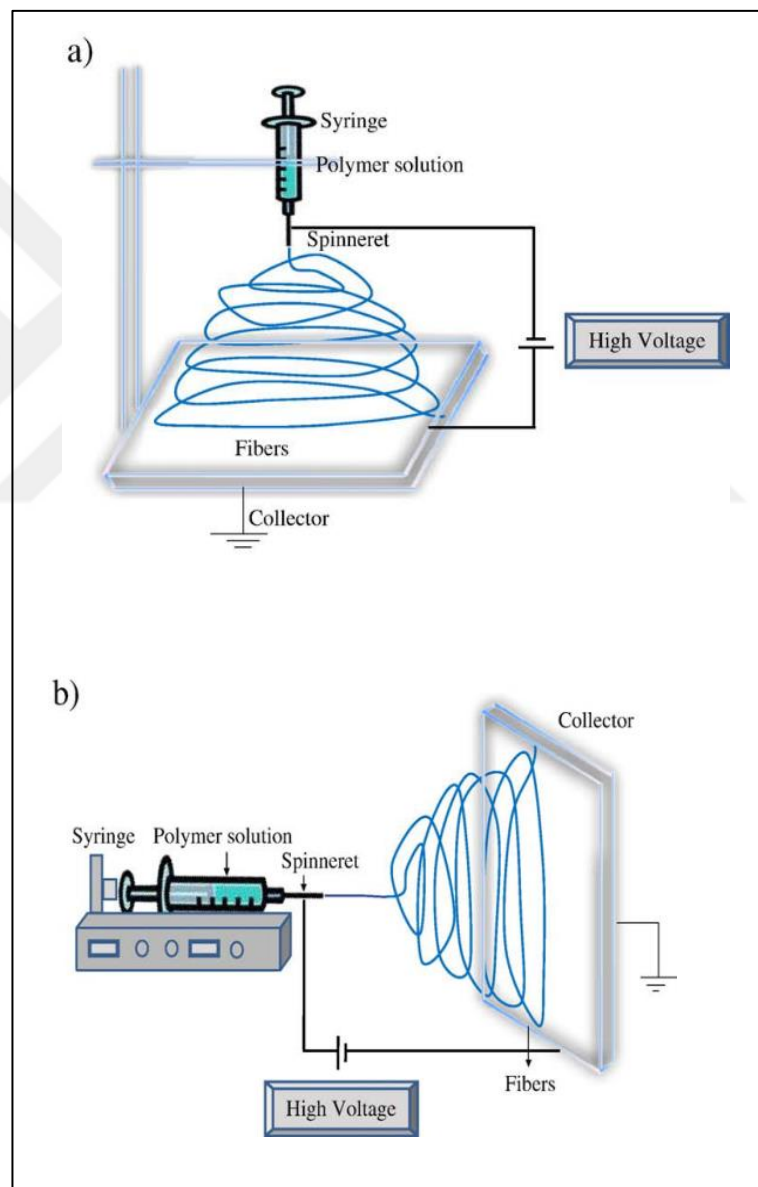 a)
Syringe
Polymer solution
Spinneret
High Voltage
Fibers
Collector
b)
Collector
Syringe Polymer solution
Spinneret
Fibers
High Voltage